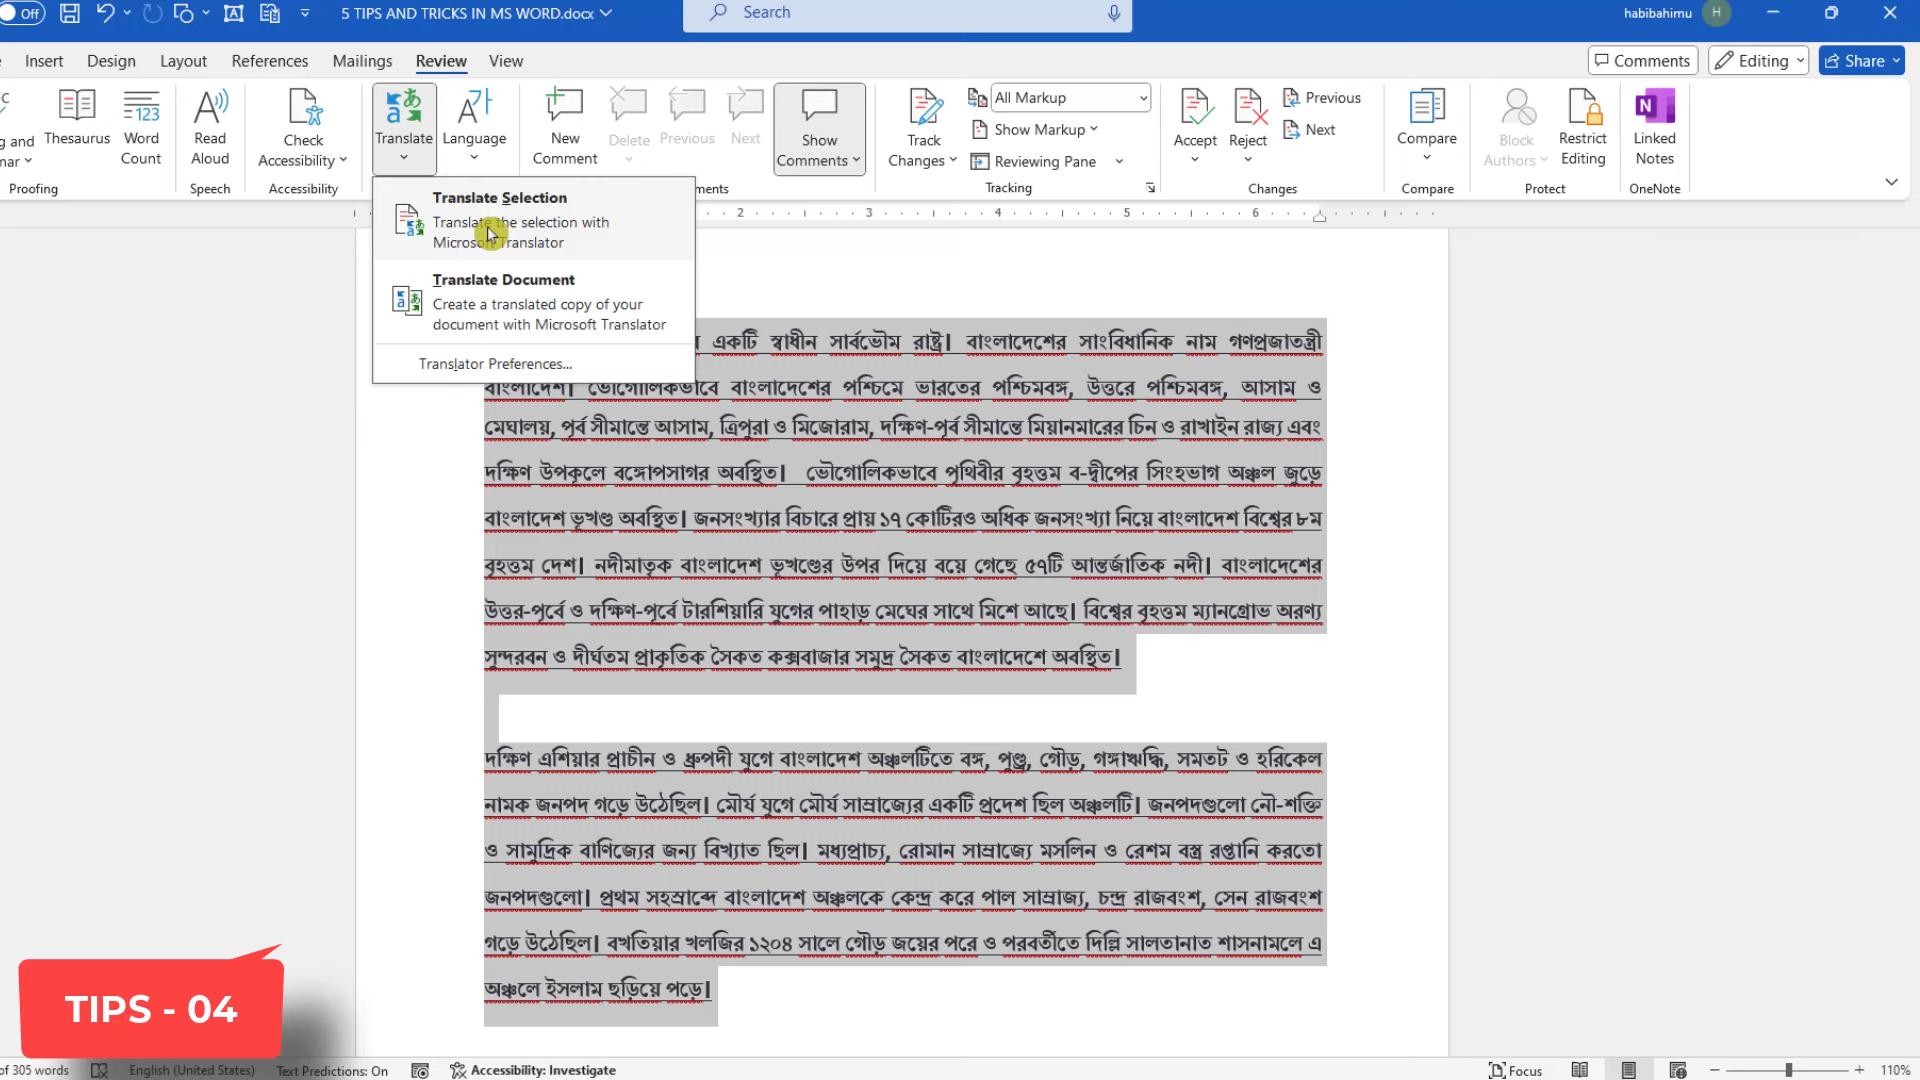 Off
5 TIPS AND TRICKS IN MS WORD.docx
Search
habibahimu
H
Insert Design Layout References Mailings Review View
Comments Editing Share
Thesaurus
Word Count
Proofing
Read Aloud
Speech
Check Accessibility
Accessibility
Translate
Language
New Comment
Delete
Previous
Next
Show Comments
Track Changes
All Markup
Show Markup
Reviewing Pane
Tracking
Accept
Reject
Previous
Next
Changes
Compare
Compare
Block Authors
Restrict Editing
Protect
Linked Notes
OneNote
Translate Selection
Translate the selection with
Microsoft Translator
Translate Document
Create a translated copy of your
document with Microsoft Translator
Translator Preferences...
2 3 4 5 6
একটি স্বাধীন সার্বভৌম রাষ্ট্র। বাংলাদেশের সাংবিধানিক নাম গণপ্রজাতন্ত্রী
বাংলাদেশ। ভৌগোলিকভাবে বাংলাদেশের পশ্চিমে ভারতের পশ্চিমবঙ্গ, উত্তরে পশ্চিমবঙ্গ, আসাম ও
মেঘালয়, পূর্ব সীমান্তে আসাম, ত্রিপুরা ও মিজোরাম, দক্ষিণ-পূর্ব সীমান্তে মিয়ানমারের চিন ও রাখাইন রাজ্য এবং
দক্ষিণ উপকূলে বঙ্গোপসাগর অবস্থিত। ভৌগোলিকভাবে পৃথিবীর বৃহত্তম ব-দ্বীপের সিংহভাগ অঞ্চল জুড়ে
বাংলাদেশ ভূখণ্ড অবস্থিত। জনসংখ্যার বিচারে প্রায় ১৭ কোটিরও অধিক জনসংখ্যা নিয়ে বাংলাদেশ বিশ্বের ৮ম
বৃহত্তম দেশ। নদীমাতৃক বাংলাদেশ ভূখণ্ডের উপর দিয়ে বয়ে গেছে ৫৭টি আন্তর্জাতিক নদী। বাংলাদেশের
উত্তর-পূর্বে ও দক্ষিণ-পূর্বে টারশিয়ারি যুগের পাহাড় মেঘের সাথে মিশে আছে। বিশ্বের বৃহত্তম ম্যানগ্রোভ অরণ্য
সুন্দরবন ও দীর্ঘতম প্রাকৃতিক সৈকত কক্সবাজার সমুদ্র সৈকত বাংলাদেশে অবস্থিত।
দক্ষিণ এশিয়ার প্রাচীন ও ধ্রুপদী যুগে বাংলাদেশ অঞ্চলটিতে বঙ্গ, পুণ্ড্র, গৌড়, গঙ্গাঋদ্ধি, সমতট ও হরিকেল
নামক জনপদ গড়ে উঠেছিল। মৌর্য যুগে মৌর্য সাম্রাজ্যের একটি প্রদেশ ছিল অঞ্চলটি। জনপদগুলো নৌ-শক্তি
ও সামুদ্রিক বাণিজ্যের জন্য বিখ্যাত ছিল। মধ্যপ্রাচ্য, রোমান সাম্রাজ্যে মসলিন ও রেশম বস্ত্র রপ্তানি করতো
জনপদগুলো। প্রথম সহস্রাব্দে বাংলাদেশ অঞ্চলকে কেন্দ্র করে পাল সাম্রাজ্য, চন্দ্র রাজবংশ, সেন রাজবংশ
গড়ে উঠেছিল। বখতিয়ার খলজির ১২০৪ সালে গৌড় জয়ের পরে ও পরবর্তীতে দিল্লি সালতানাত শাসনামলে এ
অঞ্চলে ইসলাম ছড়িয়ে পড়ে।
TIPS - 04
of 305 words English (United States) Text Predictions: On Accessibility: Investigate Focus 110%